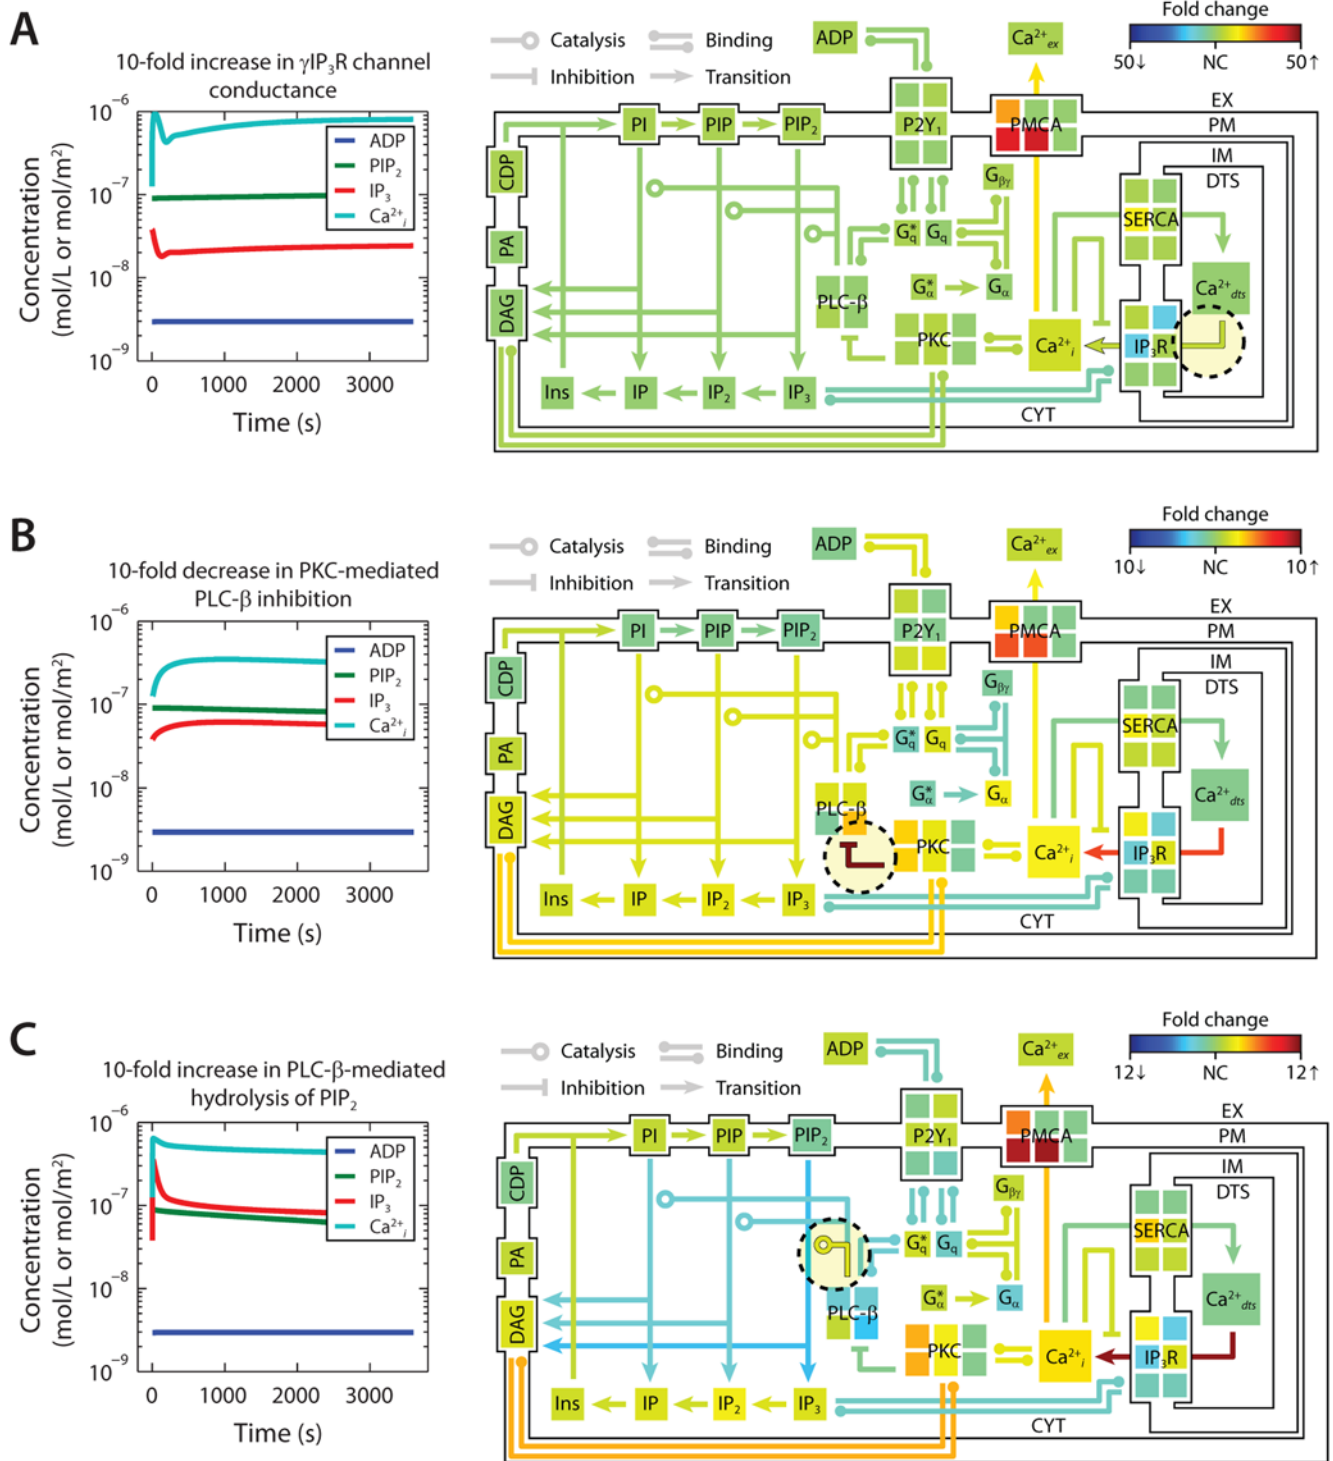 A
10-fold increase in γIP3R channel
conductance
Concentration
(mol/L or mol/m²)
10⁻⁶
10⁻⁷
10⁻⁸
10⁻⁹
ADP
PIP2
IP3
Ca²⁺i
0 1000 2000 3000
Time (s)
Catalysis
Binding
Inhibition
Transition
Fold change
50↓ NC 50↑
ADP
Ca²⁺ex
EX
PM
IM
DTS
PI
PIP
PIP2
P2Y1
PMCA
CDP
PA
DAG
Gβγ
Gq*
Gq
Gα*
Gα
PLC-β
PKC
Ca²⁺i
SERCA
Ca²⁺dts
IP3R
Ins
IP
IP2
IP3
CYT
B
10-fold decrease in PKC-mediated
PLC-β inhibition
Concentration
(mol/L or mol/m²)
10⁻⁶
10⁻⁷
10⁻⁸
10⁻⁹
ADP
PIP2
IP3
Ca²⁺i
0 1000 2000 3000
Time (s)
Catalysis
Binding
Inhibition
Transition
Fold change
10↓ NC 10↑
ADP
Ca²⁺ex
EX
PM
IM
DTS
PI
PIP
PIP2
P2Y1
PMCA
CDP
PA
DAG
Gβγ
Gq*
Gq
Gα*
Gα
PLC-β
PKC
Ca²⁺i
SERCA
Ca²⁺dts
IP3R
Ins
IP
IP2
IP3
CYT
C
10-fold increase in PLC-β-mediated
hydrolysis of PIP2
Concentration
(mol/L or mol/m²)
10⁻⁶
10⁻⁷
10⁻⁸
10⁻⁹
ADP
PIP2
IP3
Ca²⁺i
0 1000 2000 3000
Time (s)
Catalysis
Binding
Inhibition
Transition
Fold change
12↓ NC 12↑
ADP
Ca²⁺ex
EX
PM
IM
DTS
PI
PIP
PIP2
P2Y1
PMCA
CDP
PA
DAG
Gβγ
Gq*
Gq
Gα*
Gα
PLC-β
PKC
Ca²⁺i
SERCA
Ca²⁺dts
IP3R
Ins
IP
IP2
IP3
CYT